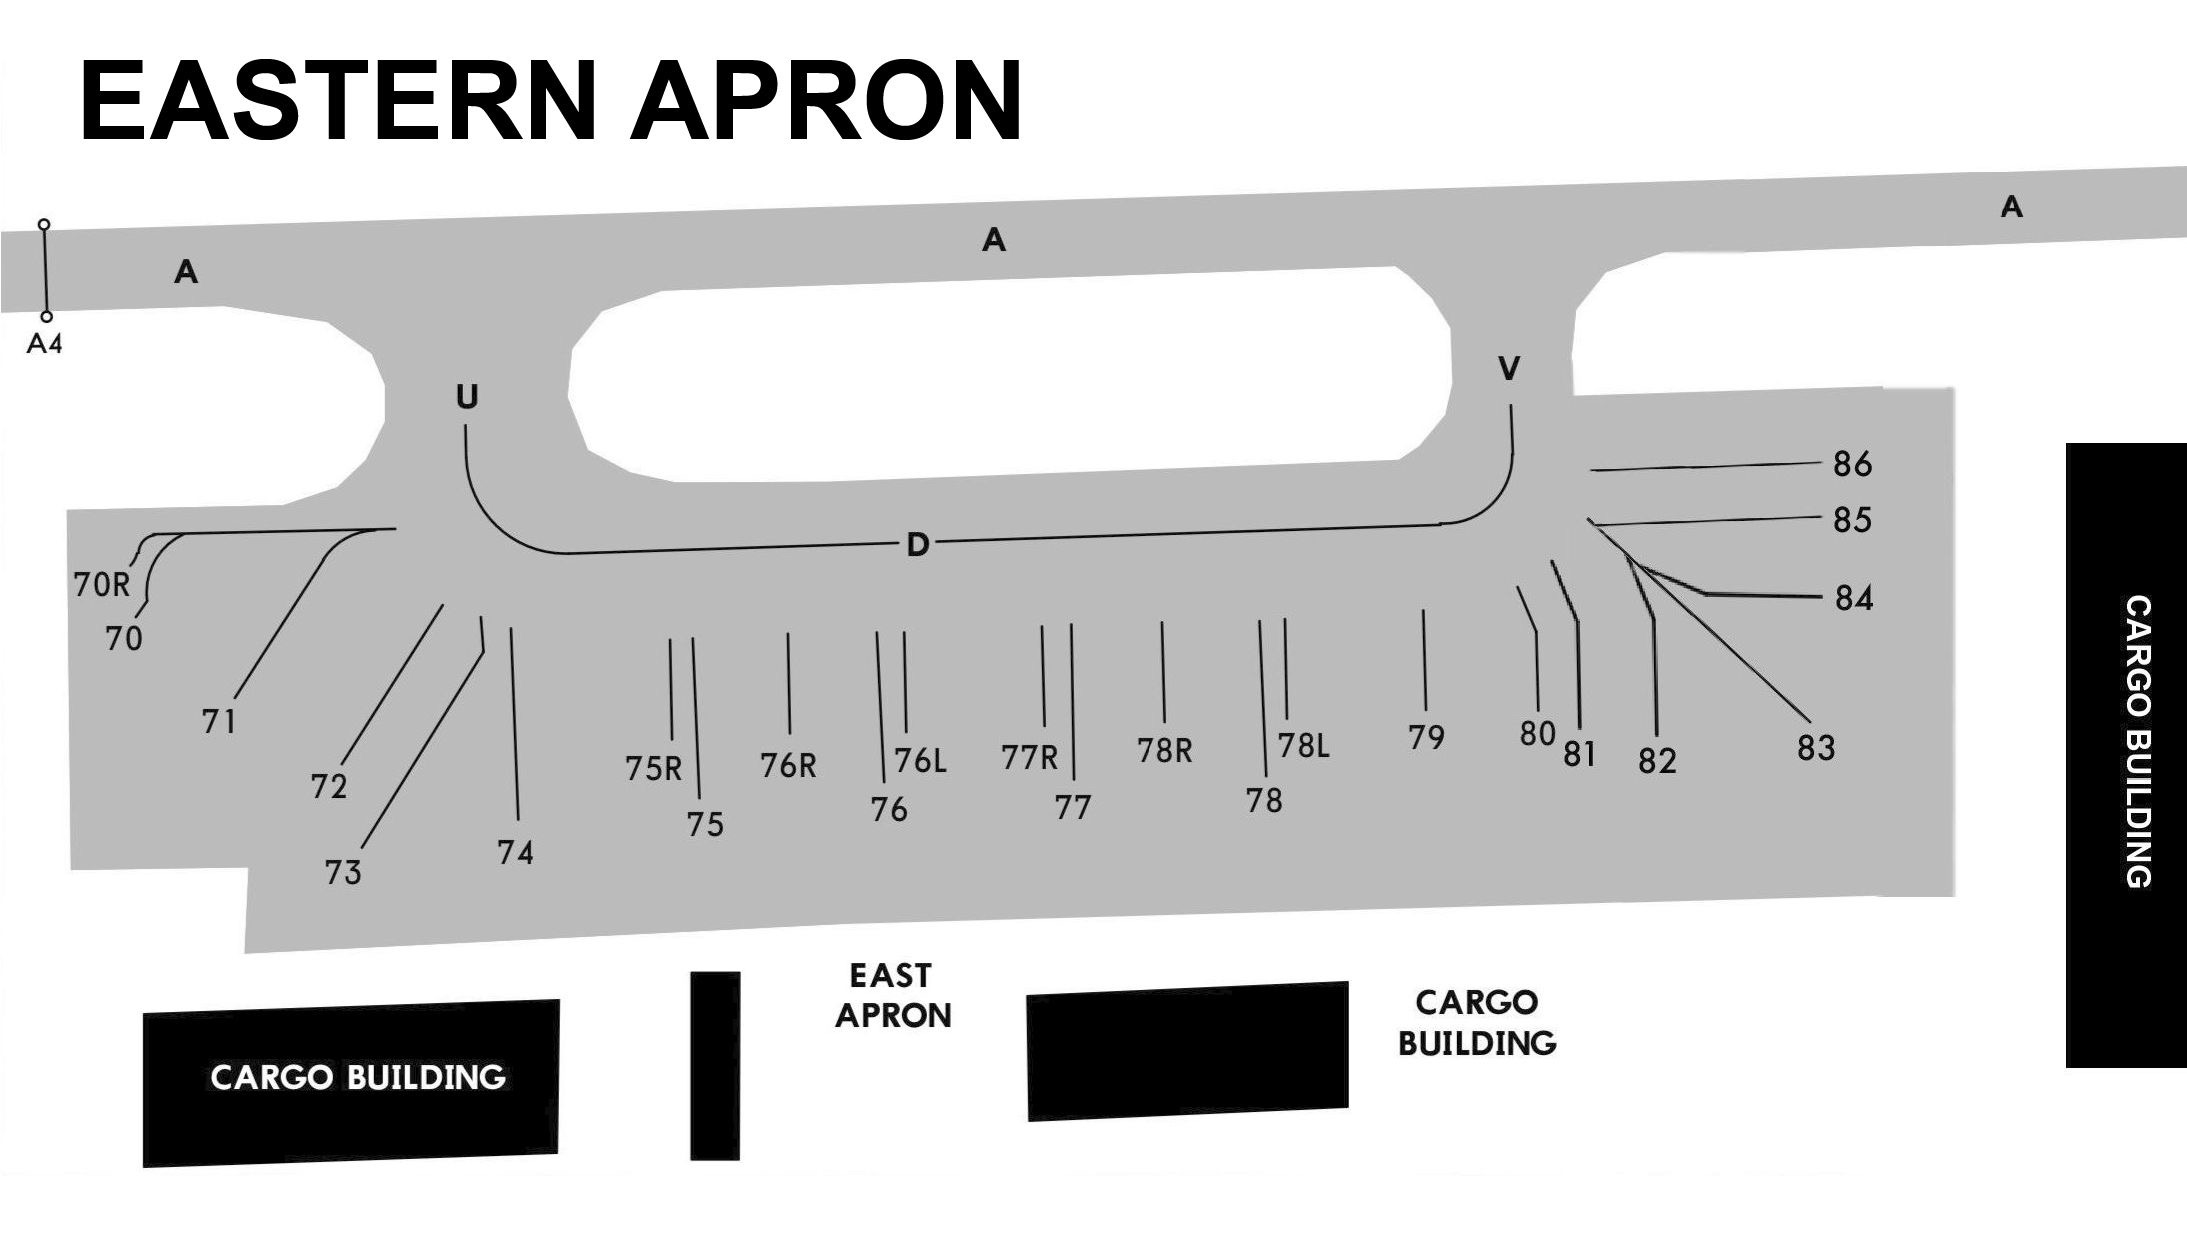 EASTERN APRON
A
A
A
A4
U
V
D
86
85
84
83
82
81
80
79
78L
78
78R
77
77R
76L
76
76R
75
75R
74
73
72
71
70
70R
EAST
APRON
CARGO
BUILDING
CARGO BUILDING
CARGO BUILDING